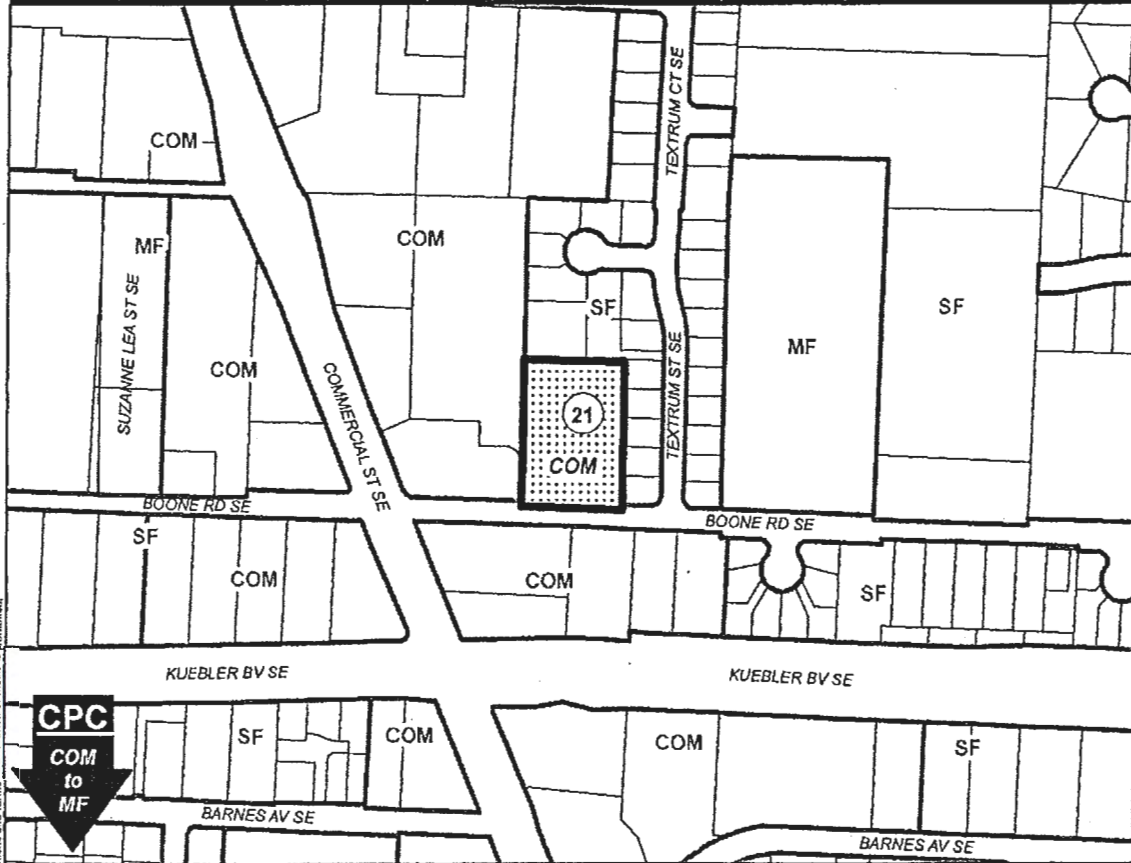 TEXTRUM CT SE
COM
MF
COM
SUZANNE LEA ST SE
SF
SF
MF
COM
COMMERCIAL ST SE
TEXTRUM ST SE
21
COM
BOONE RD SE
BOONE RD SE
SF
COM
COM
SF
KUEBLER BV SE
KUEBLER BV SE
CPC
COM
to
MF
SF
COM
COM
SF
BARNES AV SE
BARNES AV SE